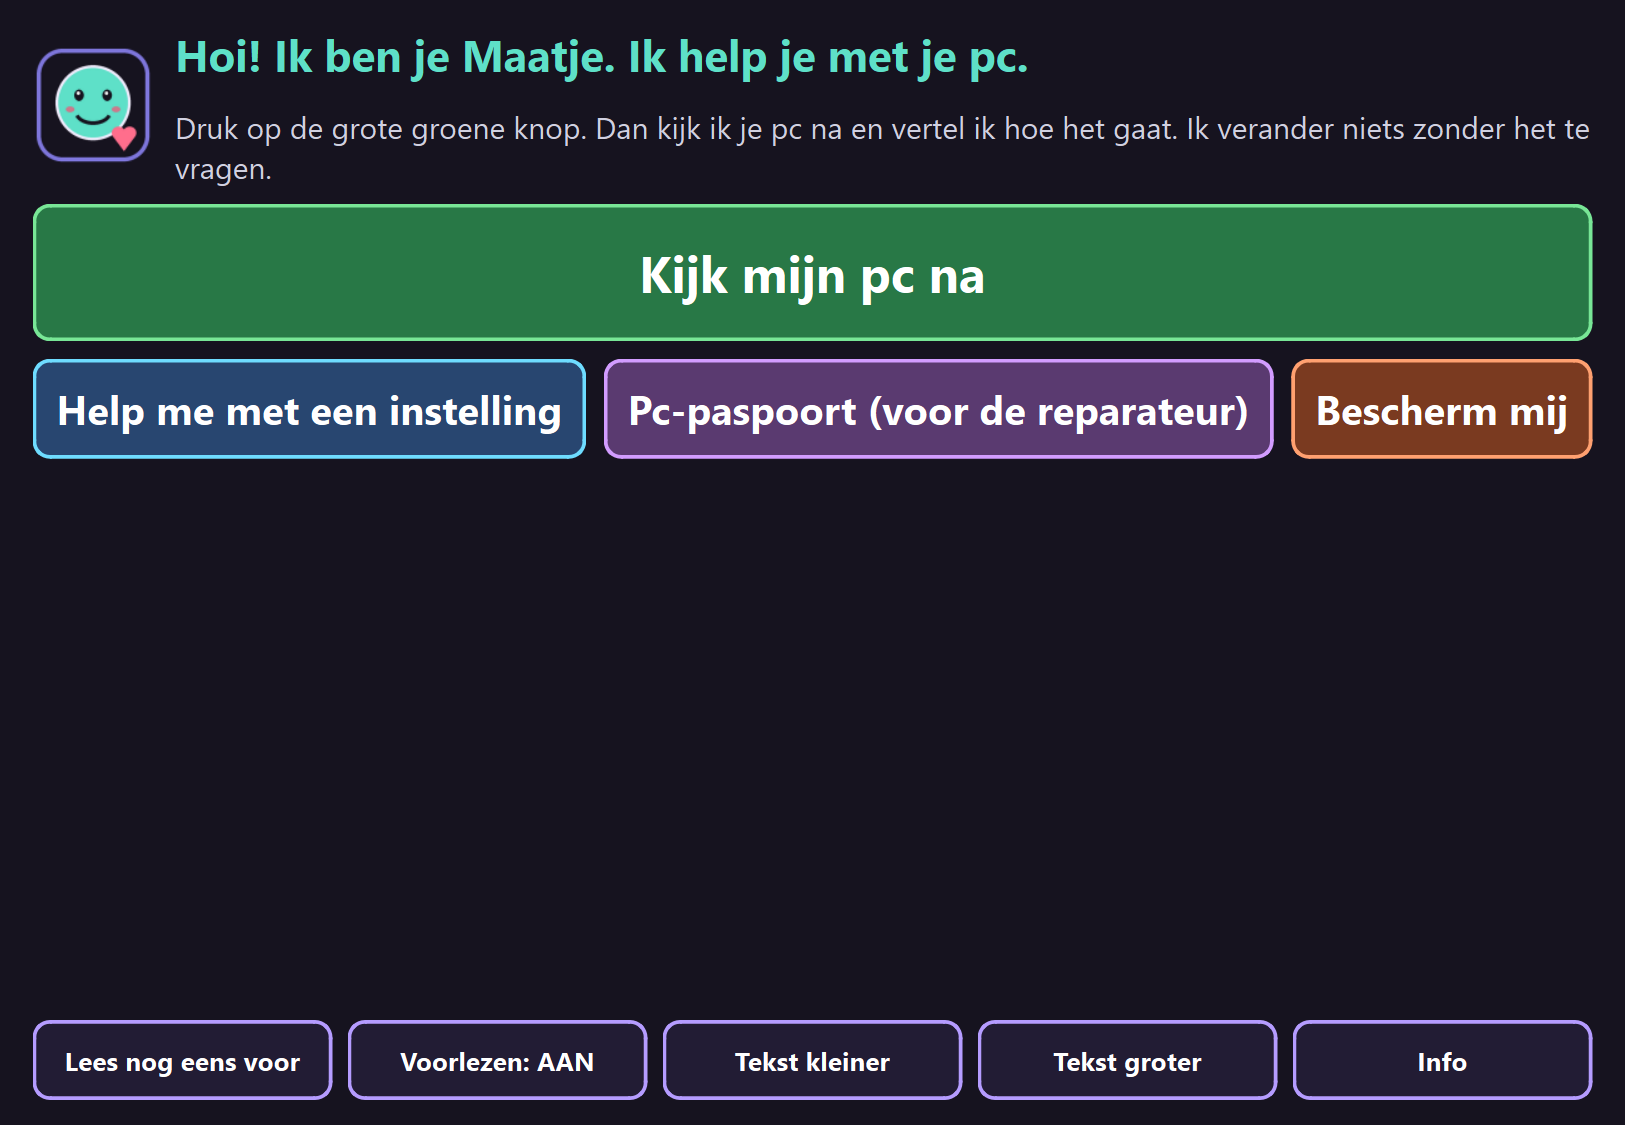 Hoi! Ik ben je Maatje. Ik help je met je pc.
Druk op de grote groene knop. Dan kijk ik je pc na en vertel ik hoe het gaat. Ik verander niets zonder het te
vragen.
Kijk mijn pc na
Help me met een instelling
Pc-paspoort (voor de reparateur)
Bescherm mij
Lees nog eens voor
Voorlezen: AAN
Tekst kleiner
Tekst groter
Info